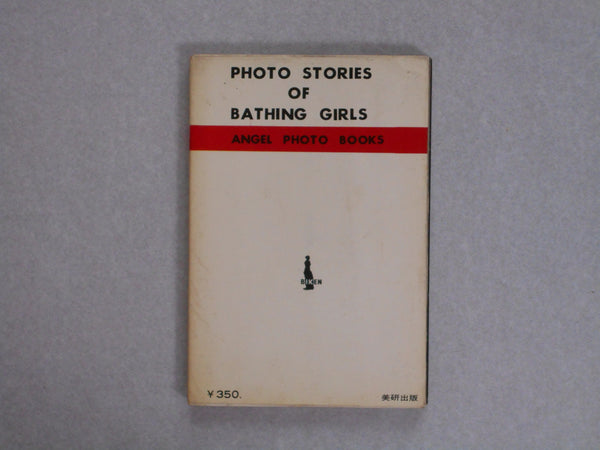 PHOTO STORIES
OF
BATHING GIRLS
ANGEL PHOTO BOOKS
BIKEN
¥350.
美研出版